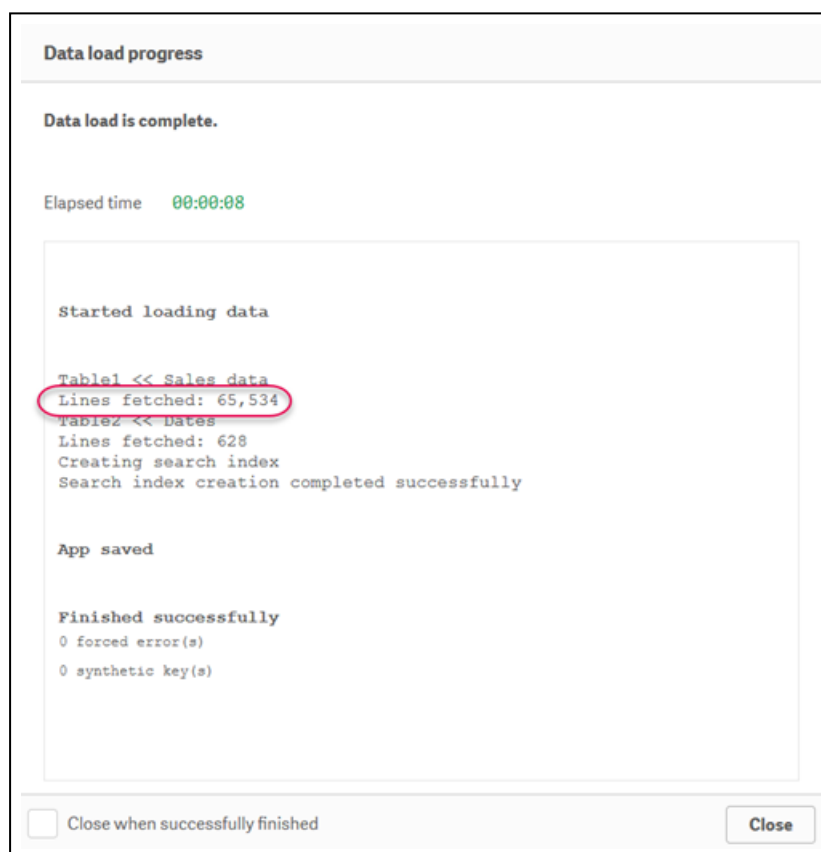 Data load progress
Data load is complete.
Elapsed time 00:00:08
Started loading data
Table1 << Sales data
Lines fetched: 65,534
Table2 << Dates
Lines fetched: 628
Creating search index
Search index creation completed successfully
App saved
Finished successfully
0 forced error(s)
0 synthetic key(s)
Close when successfully finished
Close